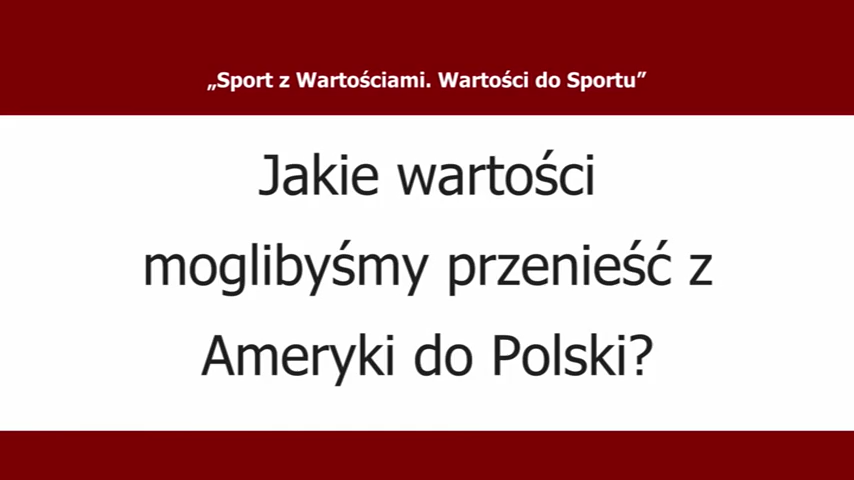 „Sport z Wartościami. Wartości do Sportu”
Jakie wartości
moglibyśmy przenieść z
Ameryki do Polski?